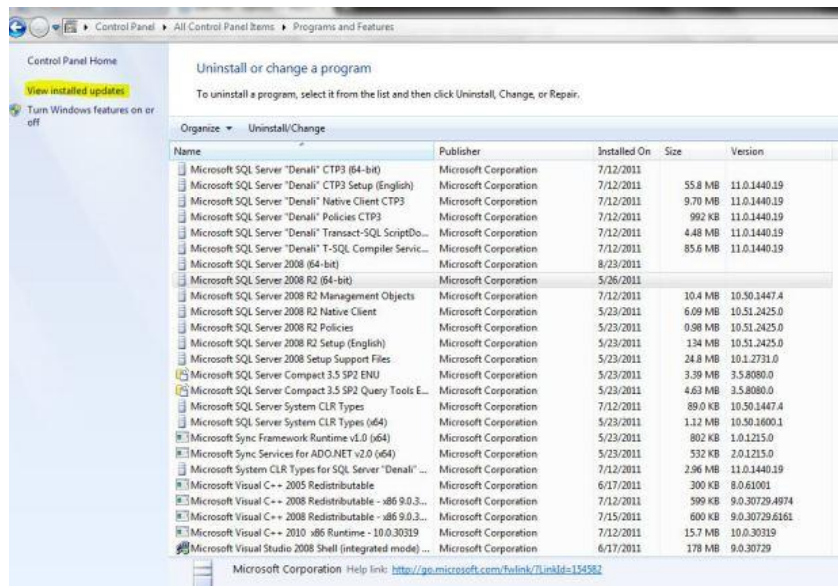 Control Panel ▸ All Control Panel Items ▸ Programs and Features
Control Panel Home
View installed updates
Turn Windows features on or
off
Uninstall or change a program
To uninstall a program, select it from the list and then click Uninstall, Change, or Repair.
Organize Uninstall/Change
Name Publisher Installed On Size Version
Microsoft SQL Server "Denali" CTP3 (64-bit) Microsoft Corporation 7/12/2011
Microsoft SQL Server "Denali" CTP3 Setup (English) Microsoft Corporation 7/12/2011 55.8 MB 11.0.1440.19
Microsoft SQL Server "Denali" Native Client CTP3 Microsoft Corporation 7/12/2011 9.70 MB 11.0.1440.19
Microsoft SQL Server "Denali" Policies CTP3 Microsoft Corporation 7/12/2011 992 KB 11.0.1440.19
Microsoft SQL Server "Denali" Transact-SQL ScriptDo... Microsoft Corporation 7/12/2011 4.48 MB 11.0.1440.19
Microsoft SQL Server "Denali" T-SQL Compiler Servic... Microsoft Corporation 7/12/2011 85.6 MB 11.0.1440.19
Microsoft SQL Server 2008 (64-bit) Microsoft Corporation 8/23/2011
Microsoft SQL Server 2008 R2 (64-bit) Microsoft Corporation 5/26/2011
Microsoft SQL Server 2008 R2 Management Objects Microsoft Corporation 7/12/2011 10.4 MB 10.50.1447.4
Microsoft SQL Server 2008 R2 Native Client Microsoft Corporation 5/23/2011 6.09 MB 10.51.2425.0
Microsoft SQL Server 2008 R2 Policies Microsoft Corporation 5/23/2011 0.98 MB 10.51.2425.0
Microsoft SQL Server 2008 R2 Setup (English) Microsoft Corporation 5/23/2011 134 MB 10.51.2425.0
Microsoft SQL Server 2008 Setup Support Files Microsoft Corporation 5/23/2011 24.8 MB 10.1.2731.0
Microsoft SQL Server Compact 3.5 SP2 ENU Microsoft Corporation 5/23/2011 3.39 MB 3.5.8080.0
Microsoft SQL Server Compact 3.5 SP2 Query Tools E... Microsoft Corporation 5/23/2011 4.63 MB 3.5.8080.0
Microsoft SQL Server System CLR Types Microsoft Corporation 7/12/2011 89.0 KB 10.50.1447.4
Microsoft SQL Server System CLR Types (x64) Microsoft Corporation 5/23/2011 1.12 MB 10.50.1600.1
Microsoft Sync Framework Runtime v1.0 (x64) Microsoft Corporation 5/23/2011 802 KB 1.0.1215.0
Microsoft Sync Services for ADO.NET v2.0 (x64) Microsoft Corporation 5/23/2011 532 KB 2.0.1215.0
Microsoft System CLR Types for SQL Server "Denali" ... Microsoft Corporation 7/12/2011 2.96 MB 11.0.1440.19
Microsoft Visual C++ 2005 Redistributable Microsoft Corporation 6/17/2011 300 KB 8.0.61001
Microsoft Visual C++ 2008 Redistributable - x86 9.0.3... Microsoft Corporation 7/12/2011 599 KB 9.0.30729.4974
Microsoft Visual C++ 2008 Redistributable - x86 9.0.3... Microsoft Corporation 7/15/2011 600 KB 9.0.30729.6161
Microsoft Visual C++ 2010 x86 Runtime - 10.0.30319 Microsoft Corporation 7/12/2011 15.7 MB 10.0.30319
Microsoft Visual Studio 2008 Shell (integrated mode) ... Microsoft Corporation 6/17/2011 178 MB 9.0.30729
Microsoft Corporation Help link: http://go.microsoft.com/fwlink/?LinkId=154582